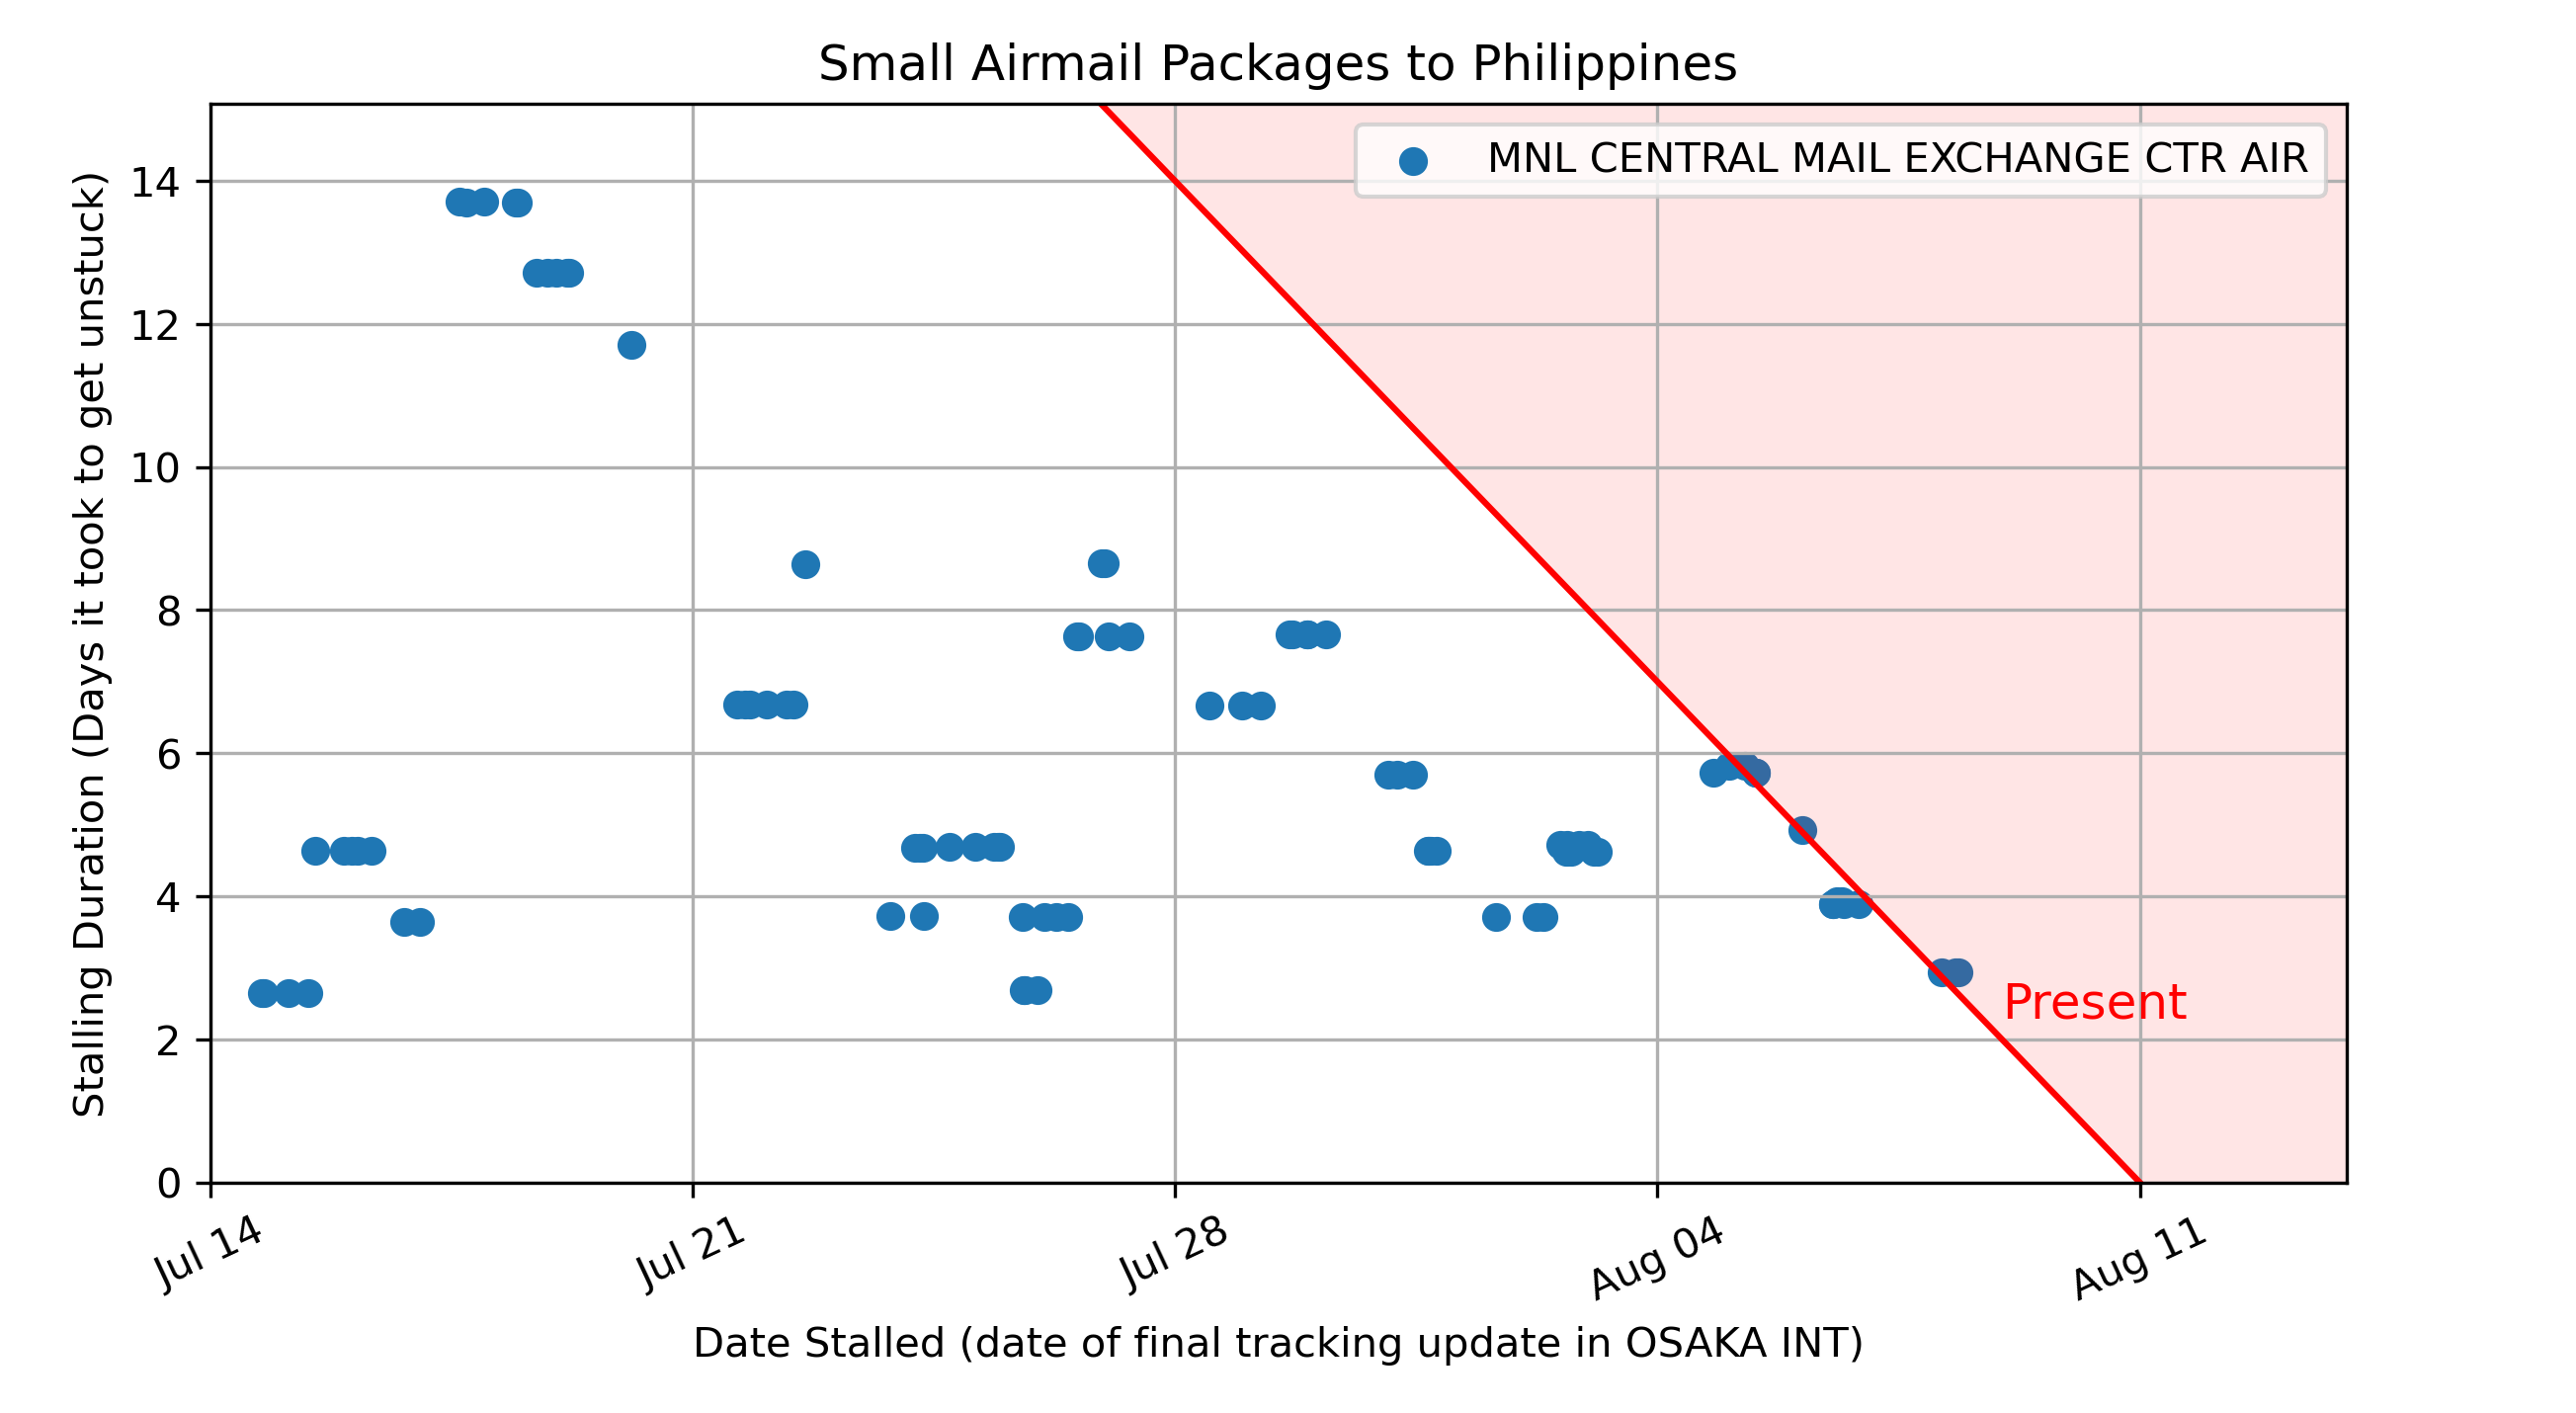 Small Airmail Packages to Philippines
MNL CENTRAL MAIL EXCHANGE CTR AIR
Stalling Duration (Days it took to get unstuck)
14
12
10
8
6
4
2
0
Present
Jul 14
Jul 21
Jul 28
Aug 04
Aug 11
Date Stalled (date of final tracking update in OSAKA INT)